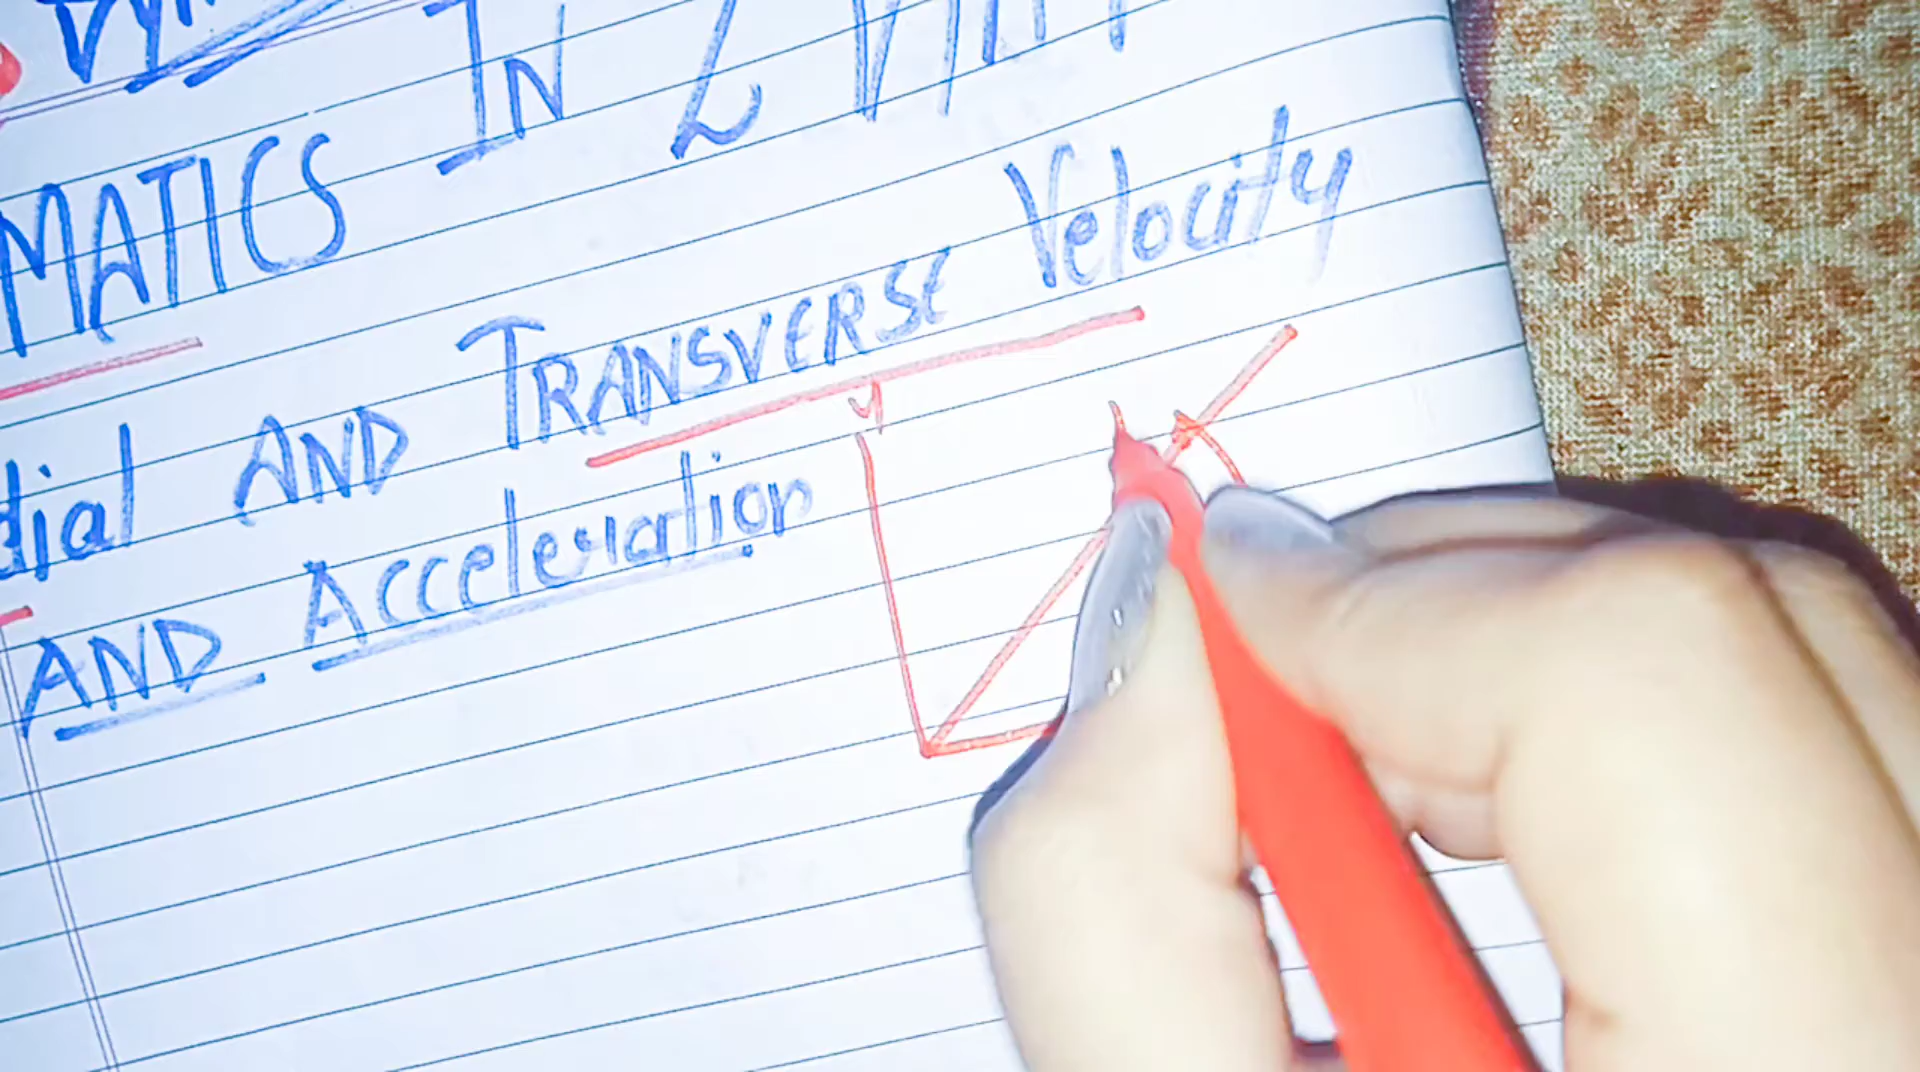 MATICS IN 2
dial AND TRANSVERSE Velocity
AND Acceleration
y